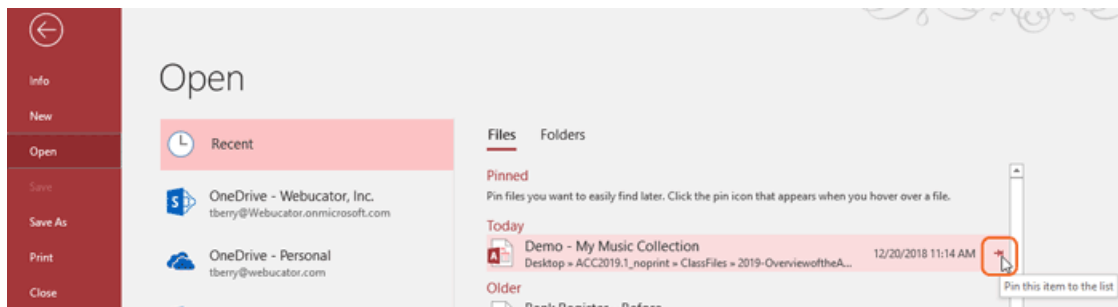 Info
New
Open
Save
Save As
Print
Close
Open
Recent
OneDrive - Webucator, Inc.
tberry@Webucator.onmicrosoft.com
OneDrive - Personal
tberry@webucator.com
Files Folders
Pinned
Pin files you want to easily find later. Click the pin icon that appears when you hover over a file.
Today
Demo - My Music Collection
Desktop » ACC2019.1_noprint » ClassFiles » 2019-OverviewoftheA...
12/20/2018 11:14 AM
Pin this item to the list
Older